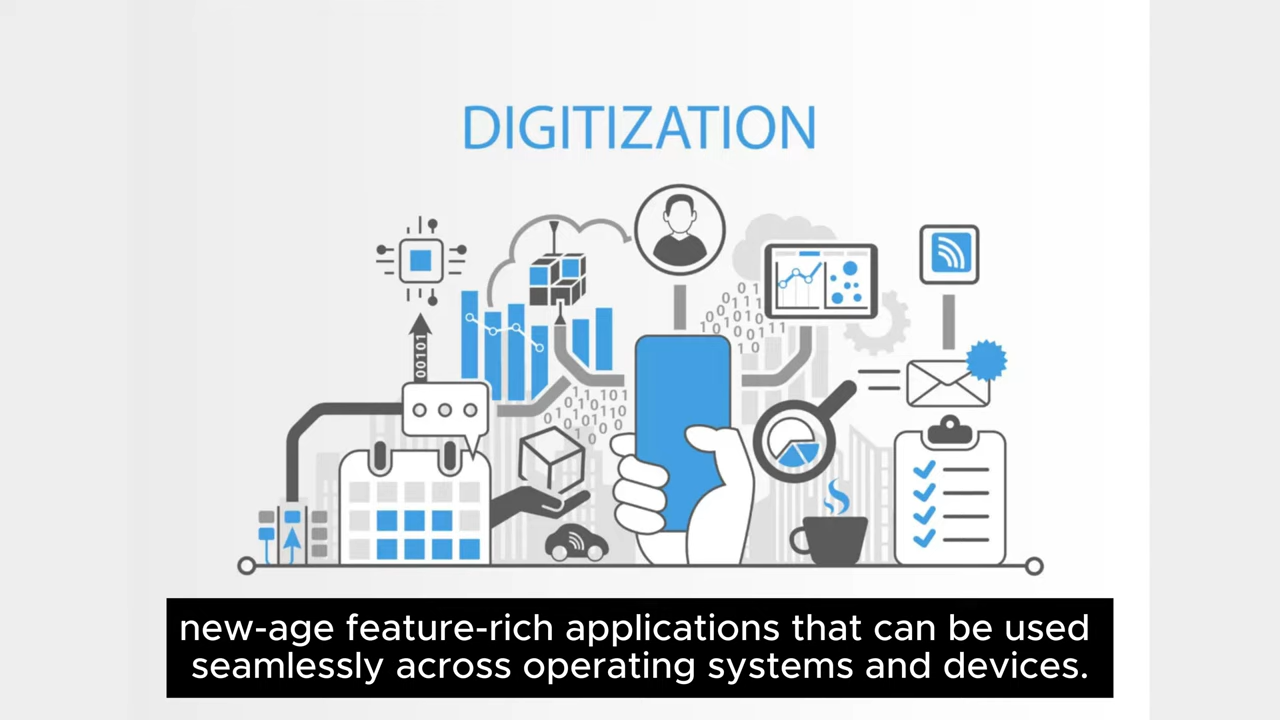 DIGITIZATION
00101
new-age feature-rich applications that can be used
seamlessly across operating systems and devices.